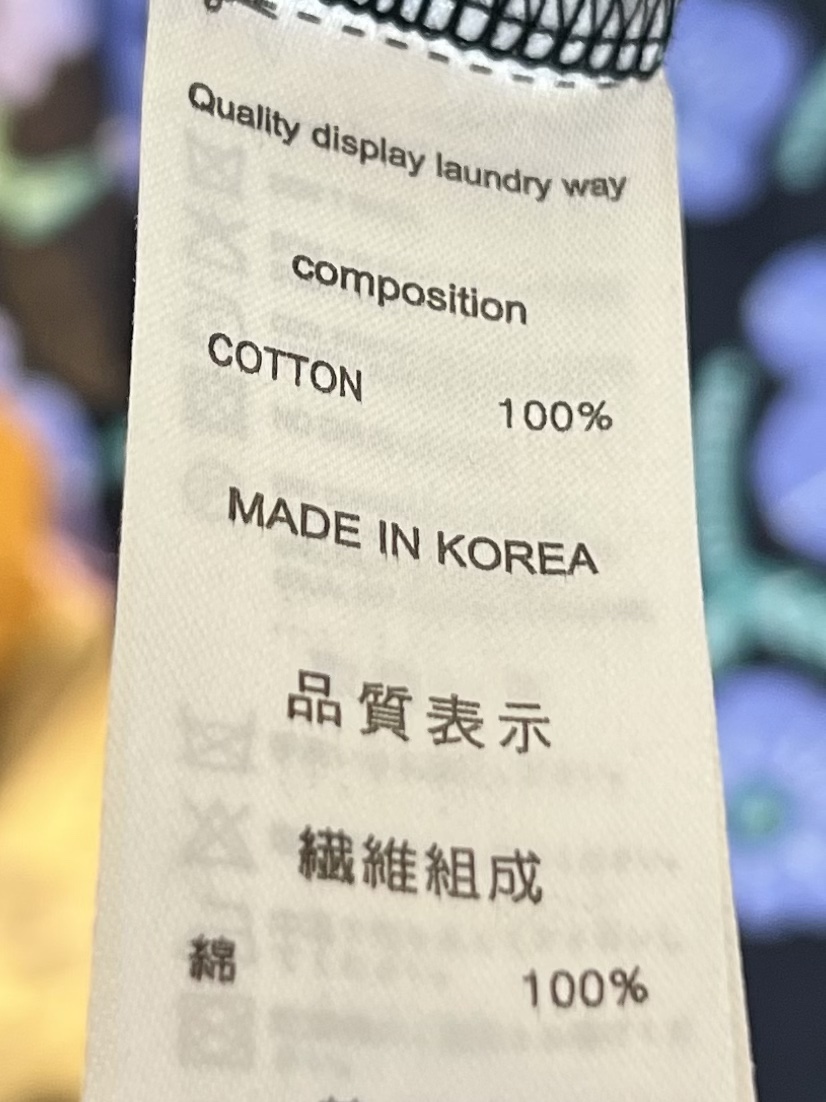 Quality display laundry way
composition
COTTON 100%
MADE IN KOREA
品質表示
繊維組成
綿 100%